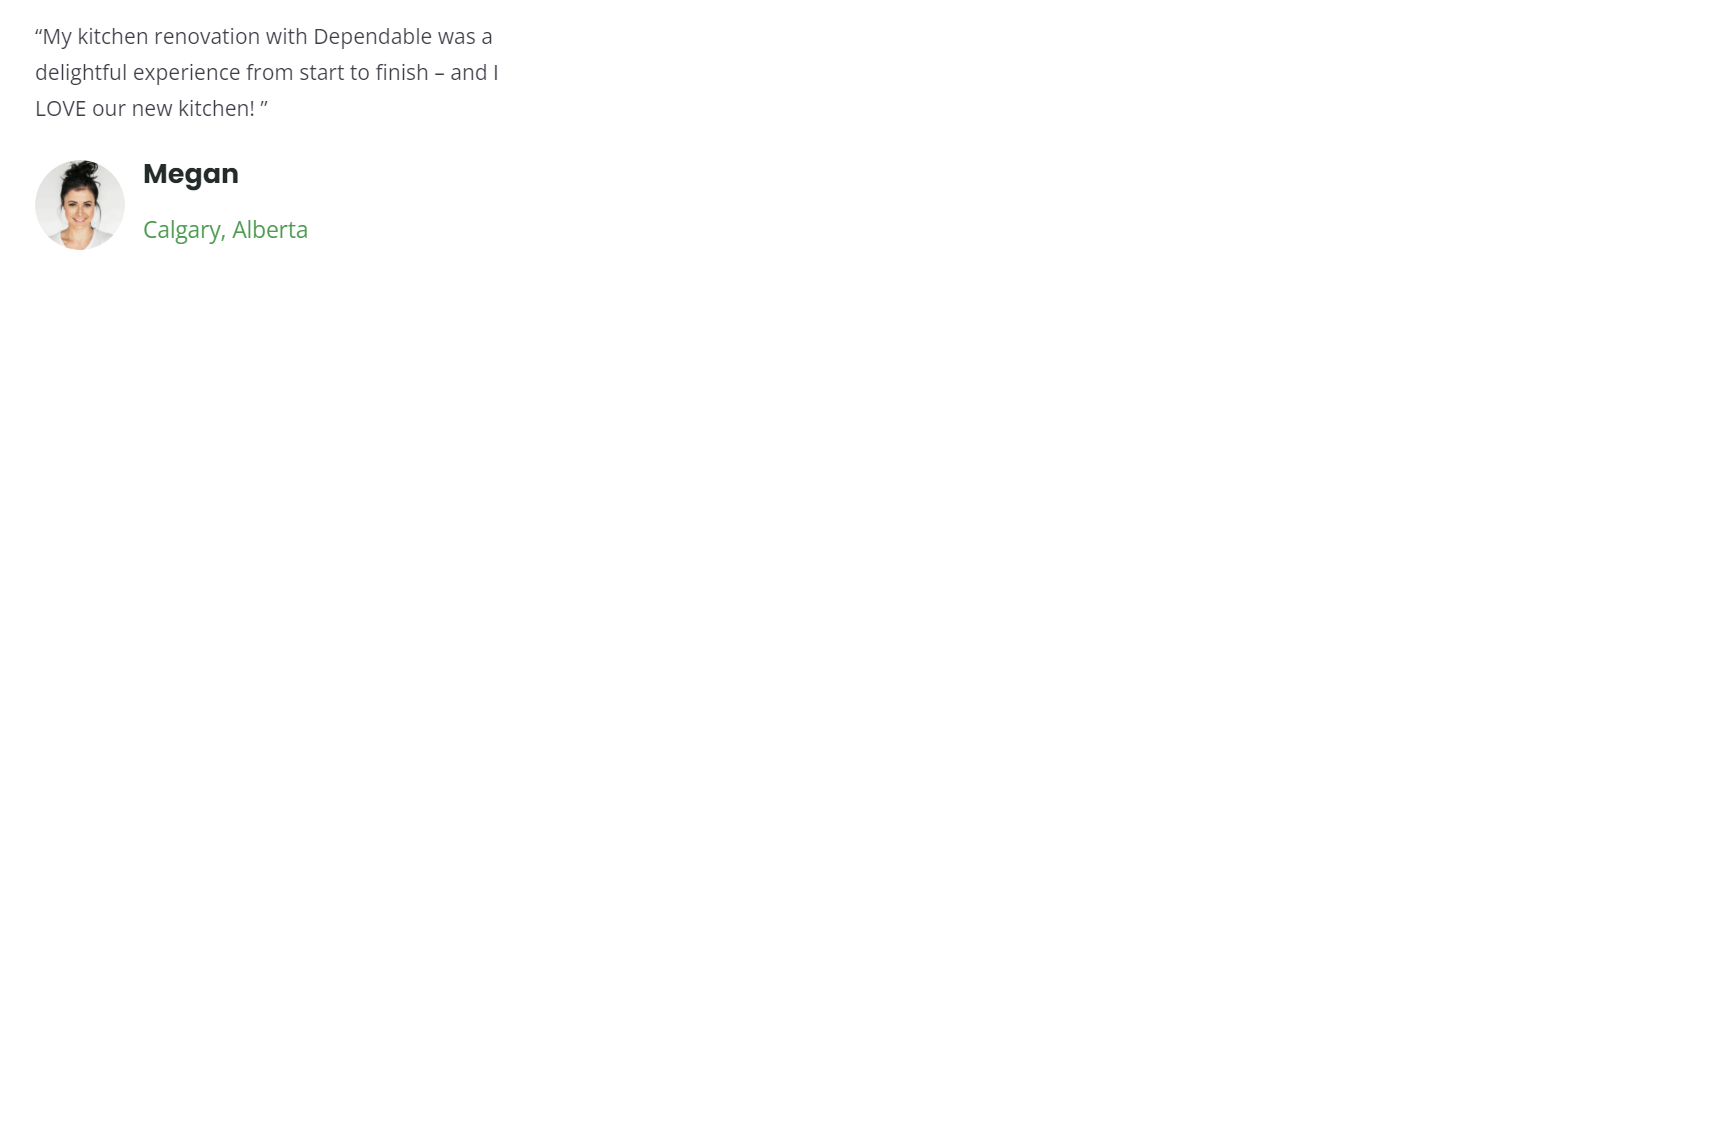 “My kitchen renovation with Dependable was a
delightful experience from start to finish – and I
LOVE our new kitchen! ”
Megan
Calgary, Alberta